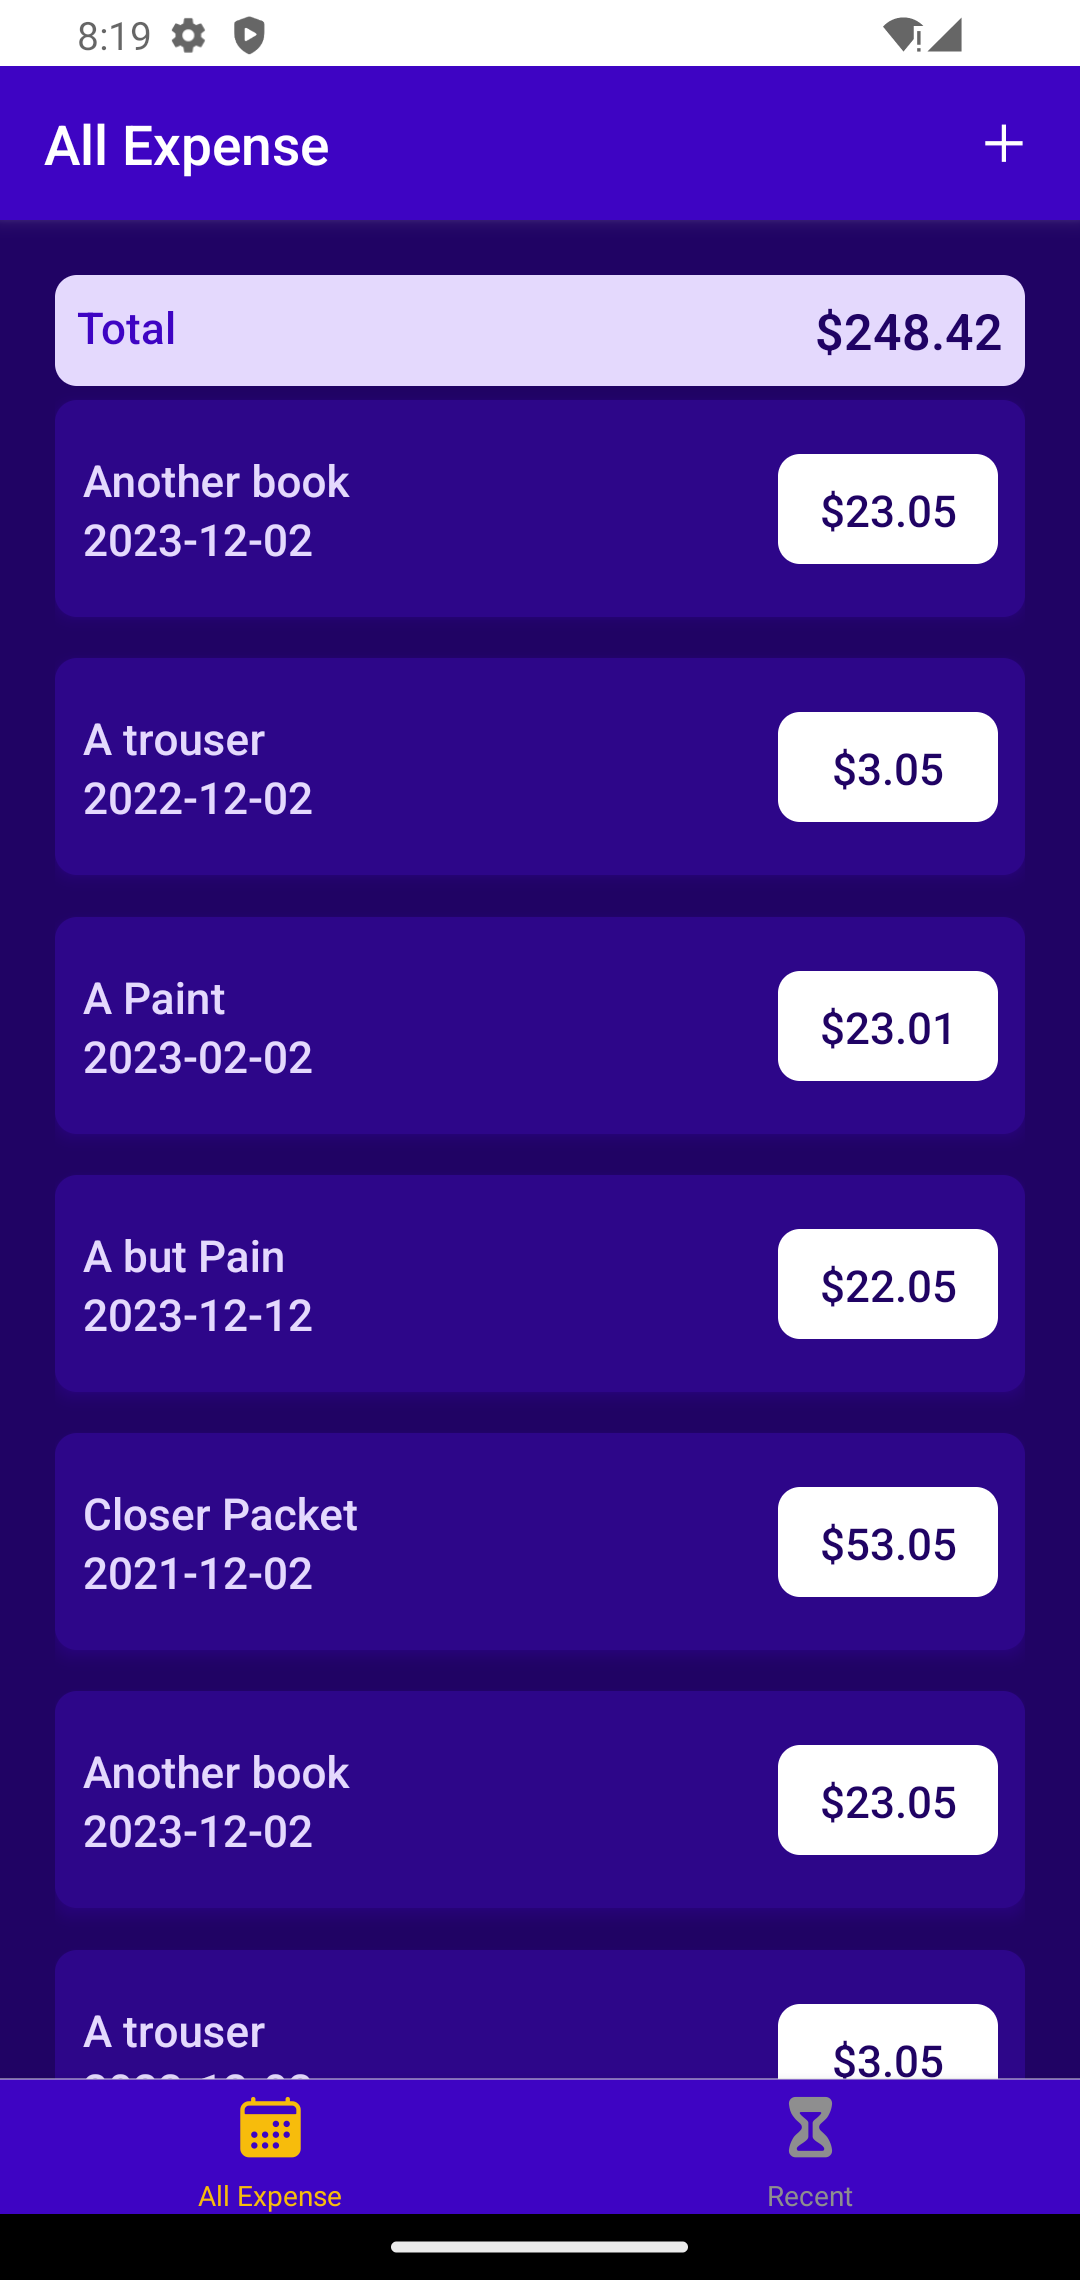 8:19
All Expense
Total
$248.42
Another book
2023-12-02
$23.05
A trouser
2022-12-02
$3.05
A Paint
2023-02-02
$23.01
A but Pain
2023-12-12
$22.05
Closer Packet
2021-12-02
$53.05
Another book
2023-12-02
$23.05
A trouser
$3.05
All Expense
Recent